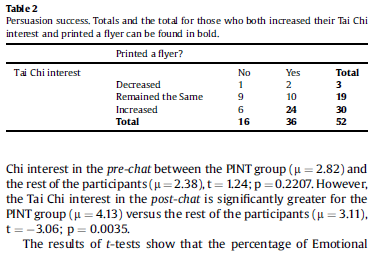 Table 2
Persuasion success. Totals and the total for those who both increased their Tai Chi
interest and printed a flyer can be found in bold.
Printed a flyer?
Tai Chi interest No Yes Total
Decreased 1 2 3
Remained the Same 9 10 19
Increased 6 24 30
Total 16 36 52
Chi interest in the pre-chat between the PINT group (μ = 2.82) and
the rest of the participants (μ = 2.38), t = 1.24; p = 0.2207. However,
the Tai Chi interest in the post-chat is significantly greater for the
PINT group (μ = 4.13) versus the rest of the participants (μ = 3.11),
t = −3.06; p = 0.0035.
The results of t-tests show that the percentage of Emotional